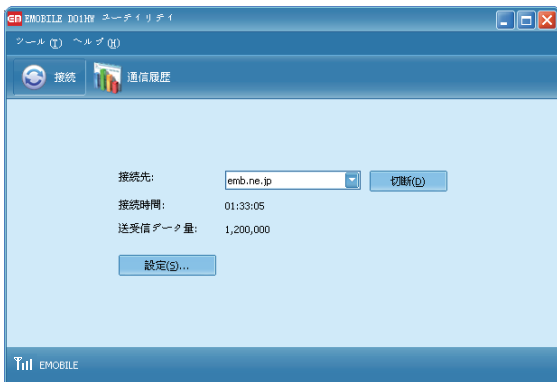 EM EMOBILE D01HW ユーティリティ
ツール(T) ヘルプ(H)
接続 通信履歴
接続先: emb.ne.jp 切断(D)
接続時間: 01:33:05
送受信データ量: 1,200,000
設定(S)...
EMOBILE